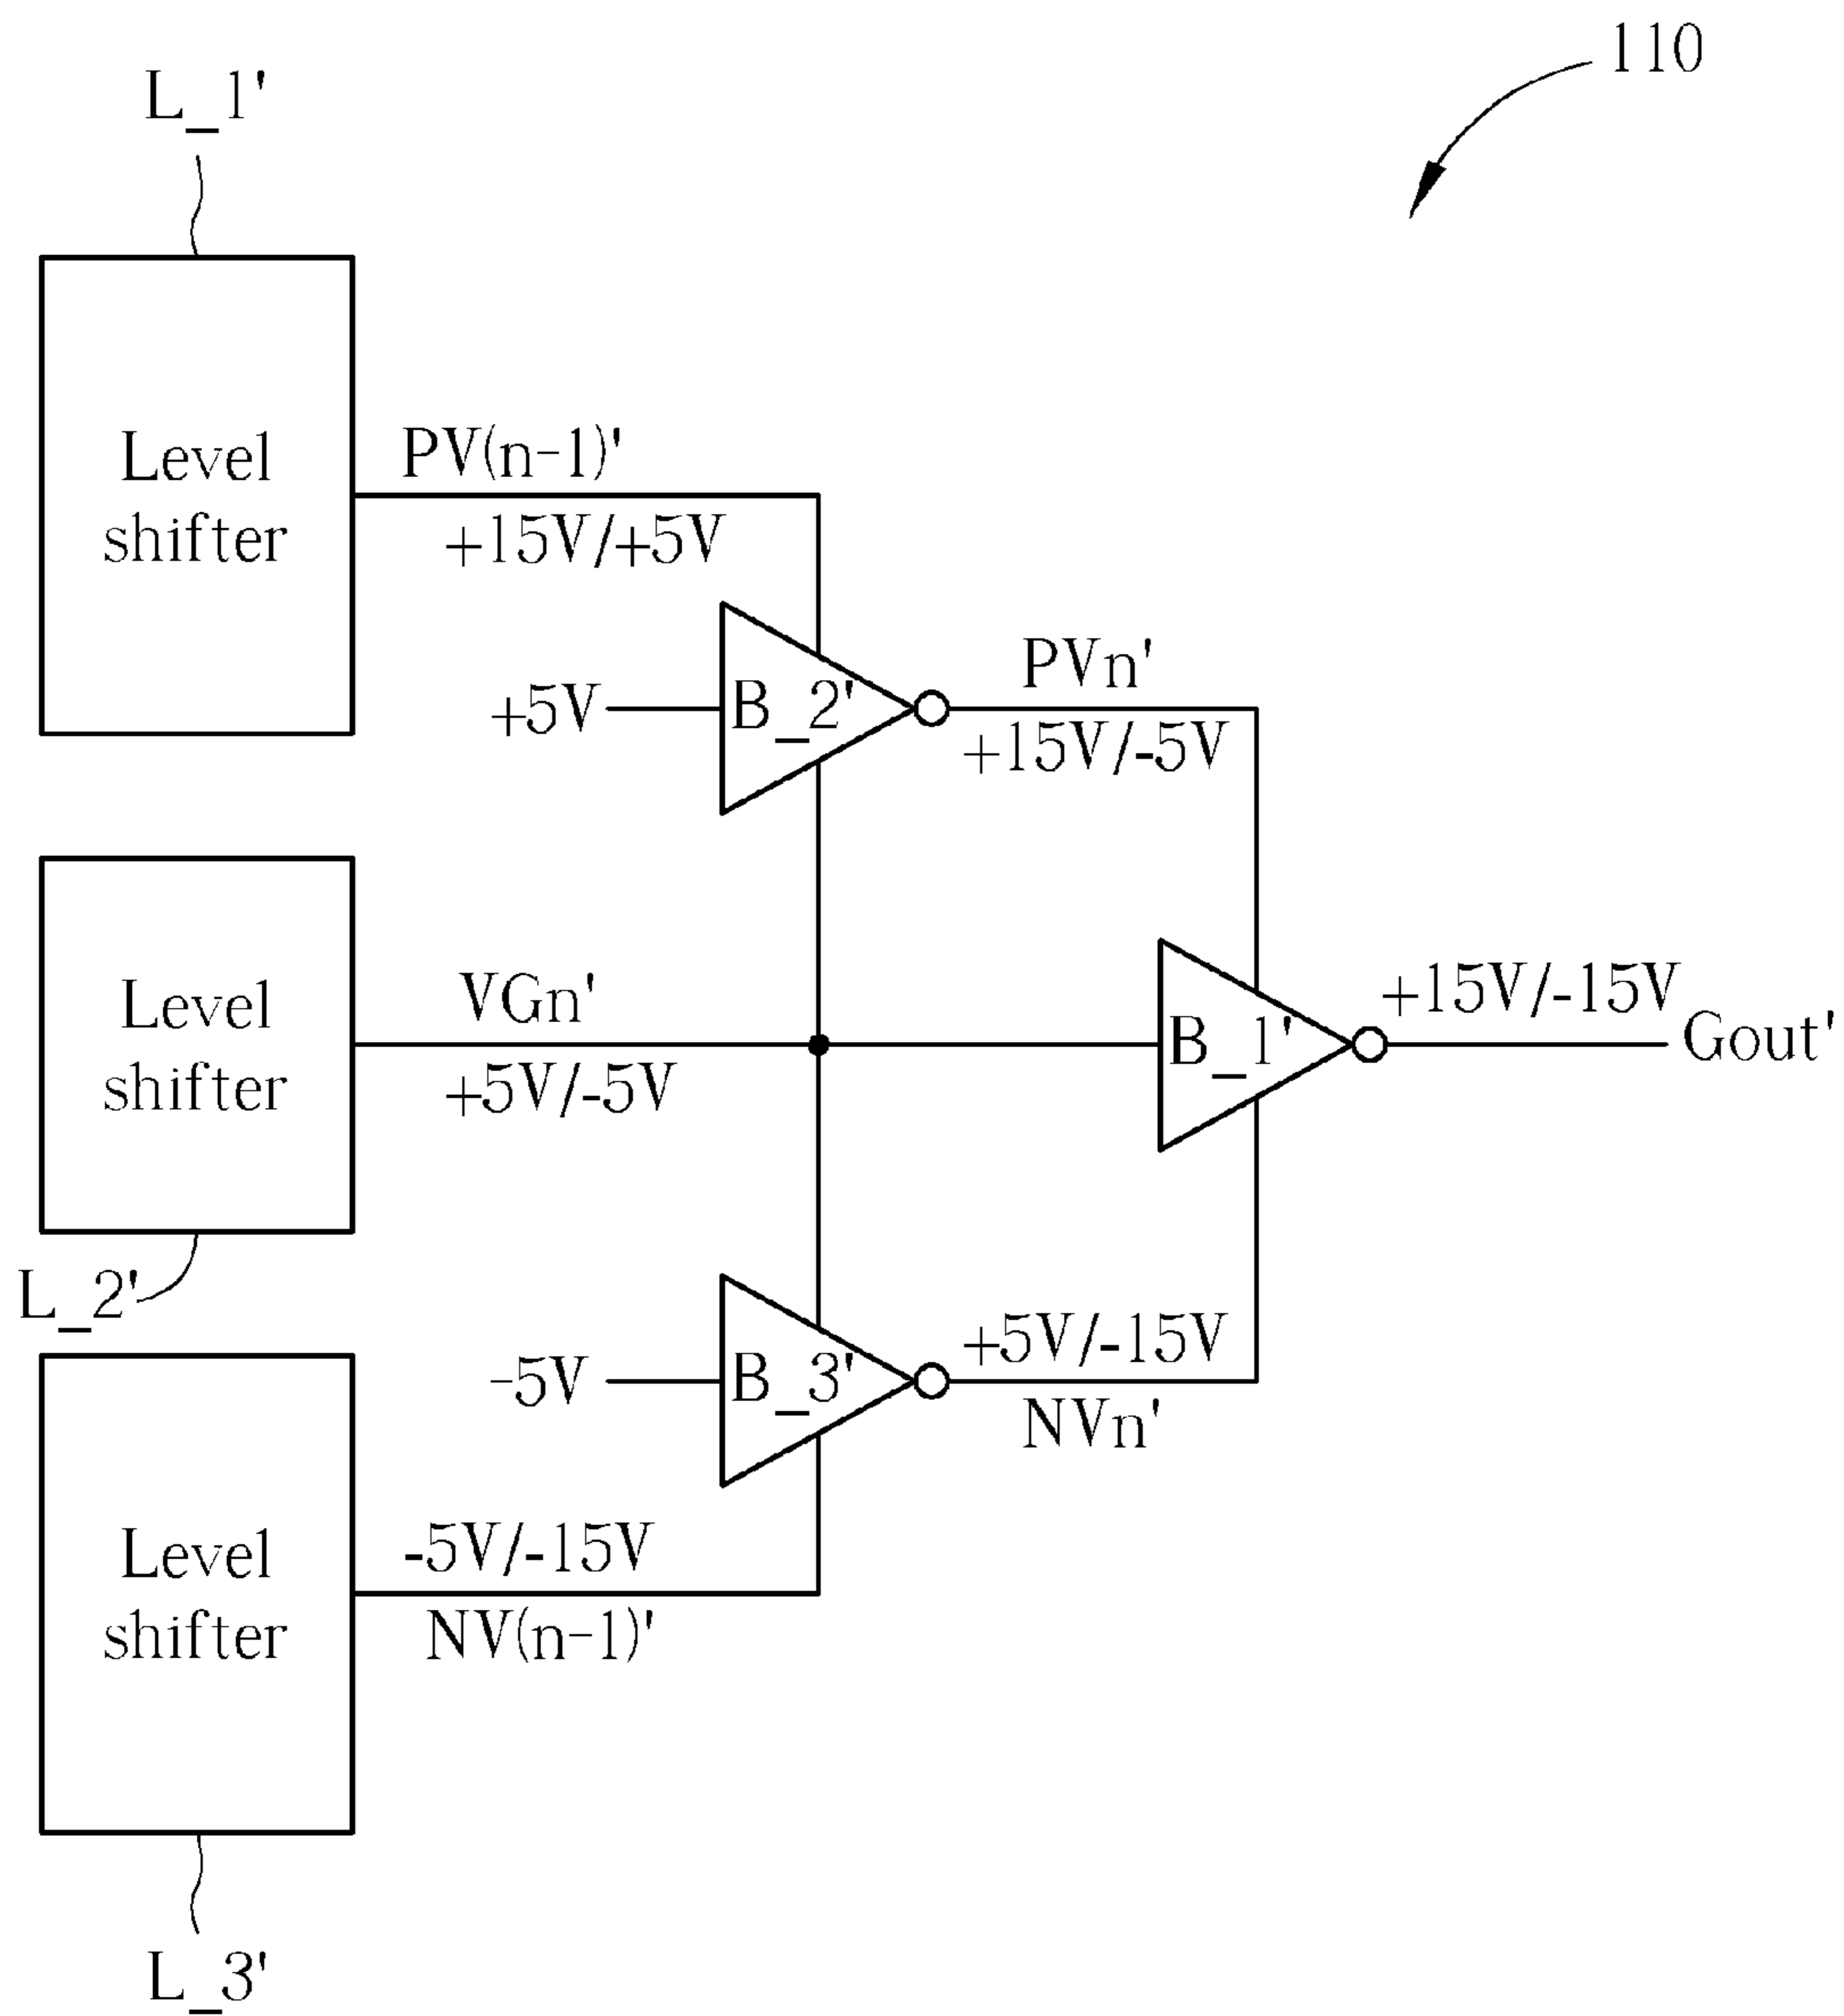 110
L_1'
Level
shifter
PV(n-1)'
+15V/+5V
+5V
B_2'
PVn'
+15V/-5V
Level
shifter
VGn'
+5V/-5V
B_1'
+15V/-15V
Gout'
L_2'
-5V
B_3'
+5V/-15V
NVn'
Level
shifter
-5V/-15V
NV(n-1)'
L_3'